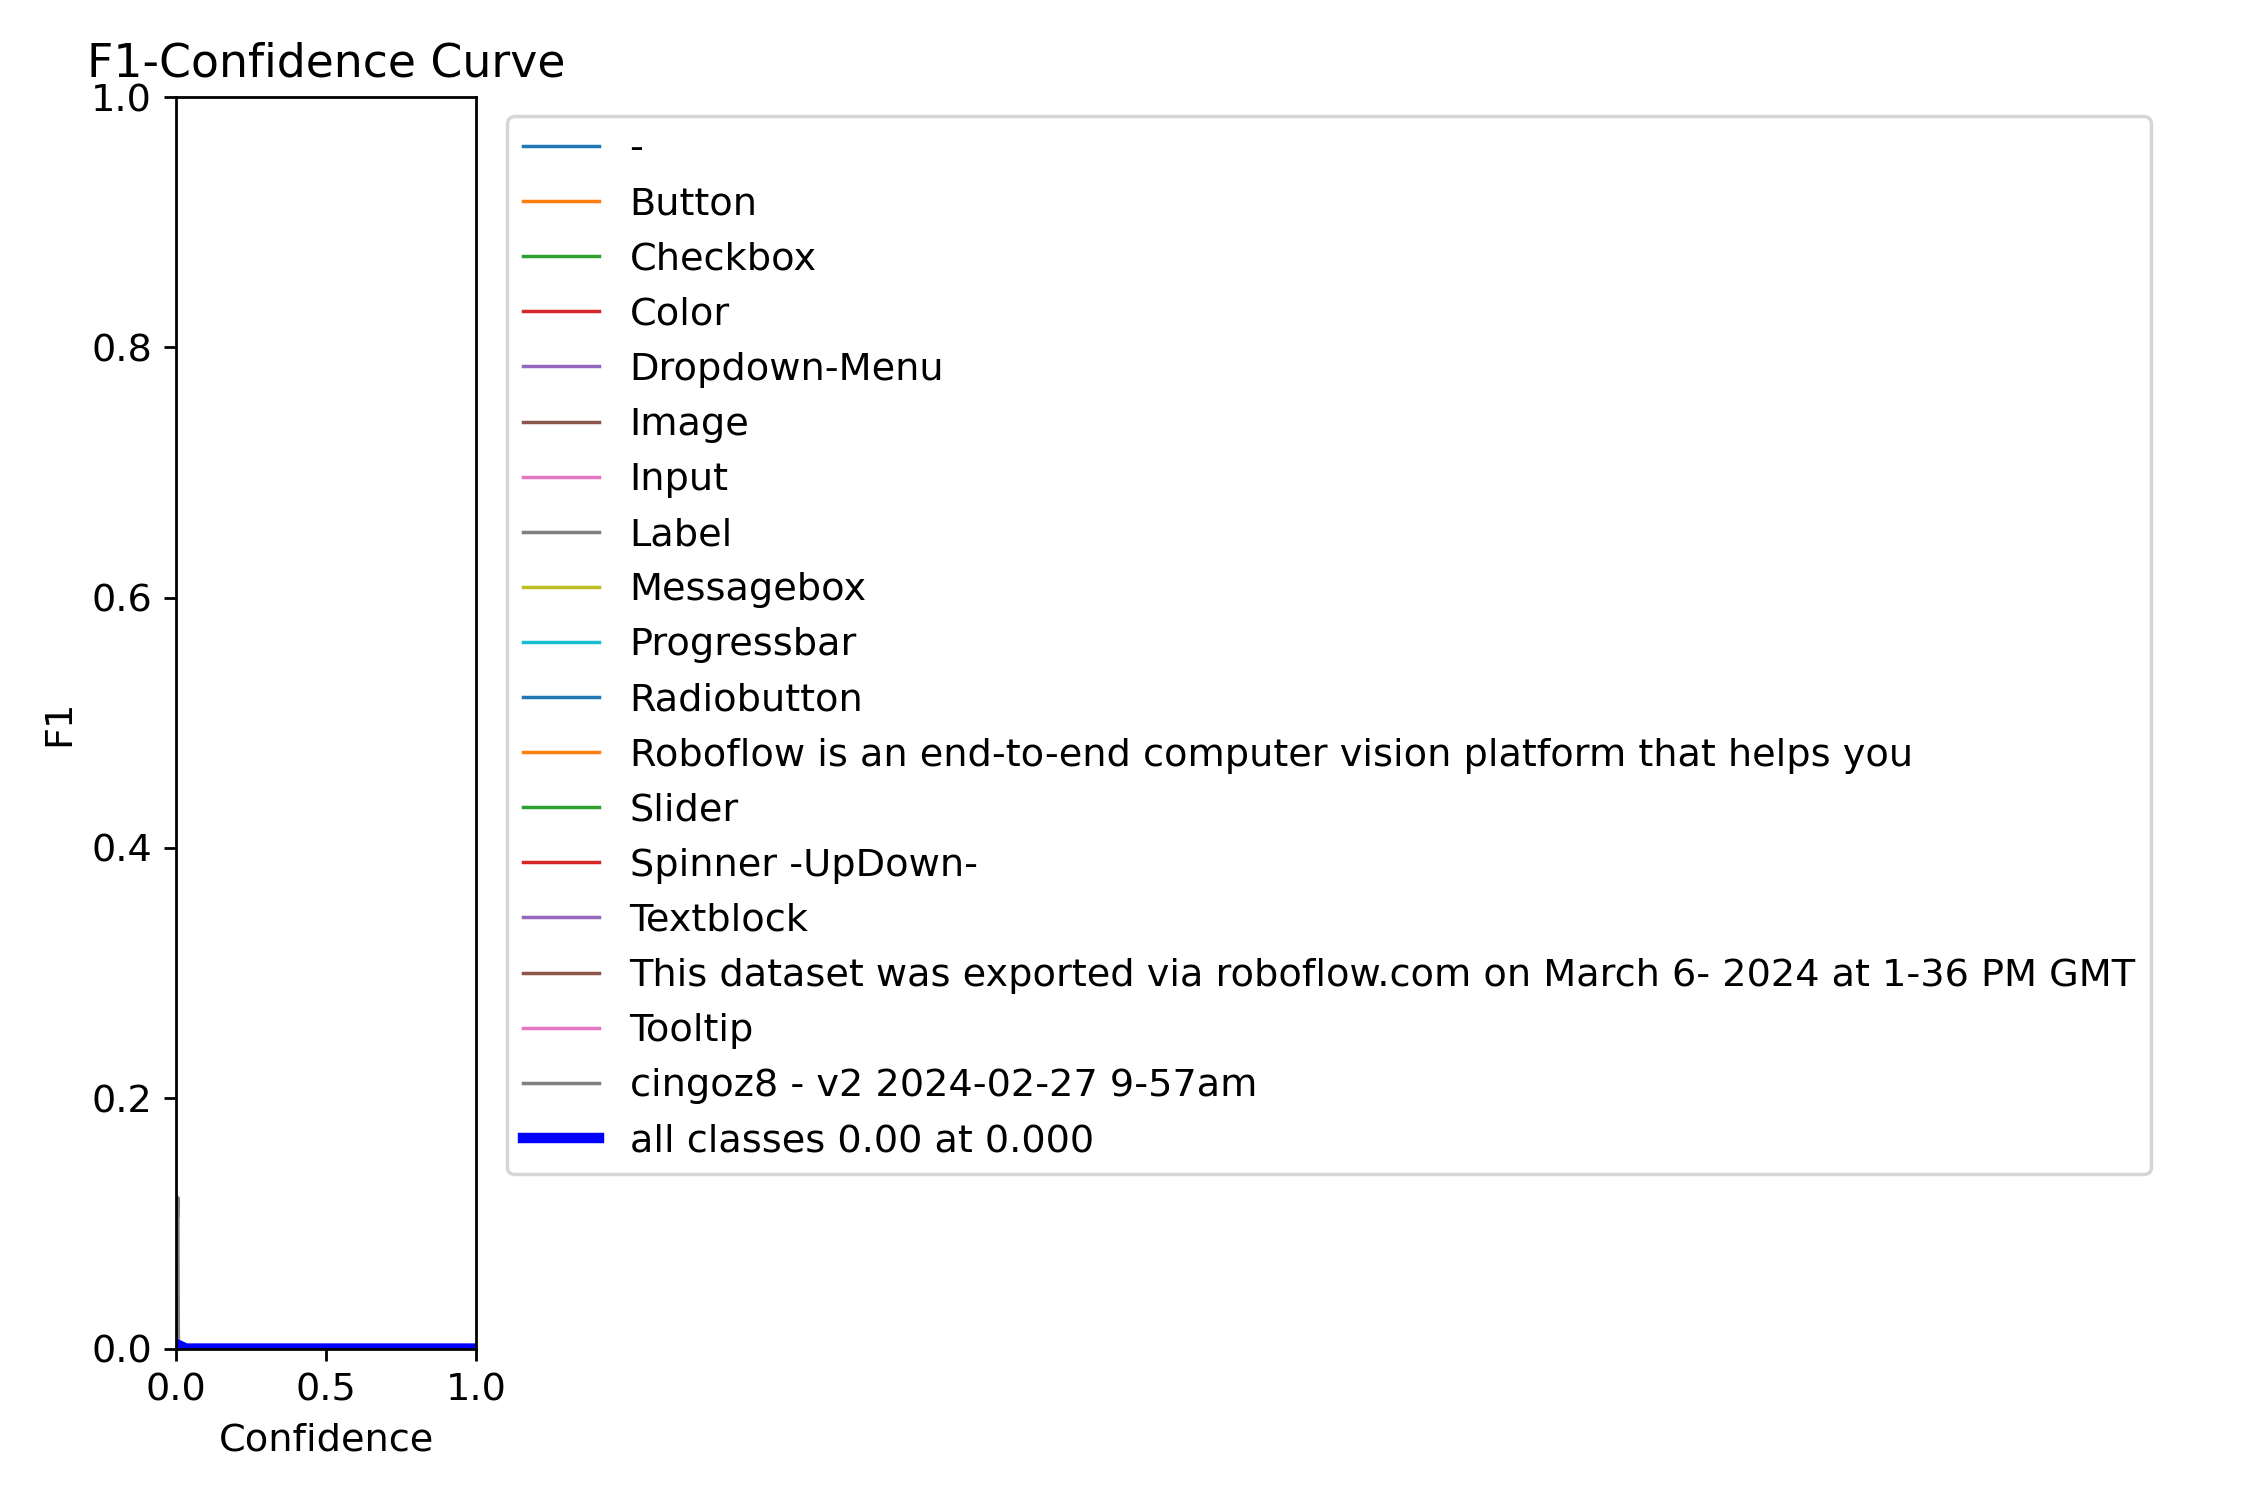 F1-Confidence Curve
1.0
0.8
0.6
0.4
0.2
0.0
F1
0.0 0.5 1.0
Confidence
-
Button
Checkbox
Color
Dropdown-Menu
Image
Input
Label
Messagebox
Progressbar
Radiobutton
Roboflow is an end-to-end computer vision platform that helps you
Slider
Spinner -UpDown-
Textblock
This dataset was exported via roboflow.com on March 6- 2024 at 1-36 PM GMT
Tooltip
cingoz8 - v2 2024-02-27 9-57am
all classes 0.00 at 0.000